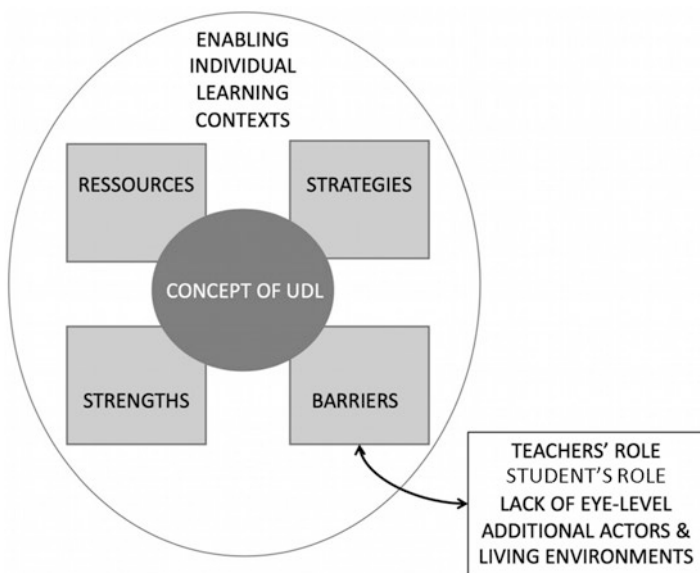 ENABLING
INDIVIDUAL
LEARNING
CONTEXTS
RESSOURCES
STRATEGIES
CONCEPT OF UDL
STRENGTHS
BARRIERS
TEACHERS’ ROLE
STUDENT’S ROLE
LACK OF EYE-LEVEL
ADDITIONAL ACTORS &
LIVING ENVIRONMENTS